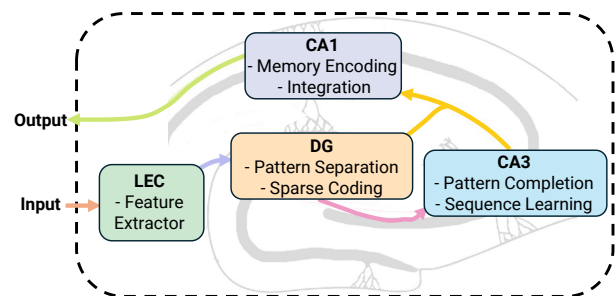 CA1
- Memory Encoding
- Integration
Output
DG
- Pattern Separation
- Sparse Coding
CA3
- Pattern Completion
- Sequence Learning
LEC
- Feature
Extractor
Input